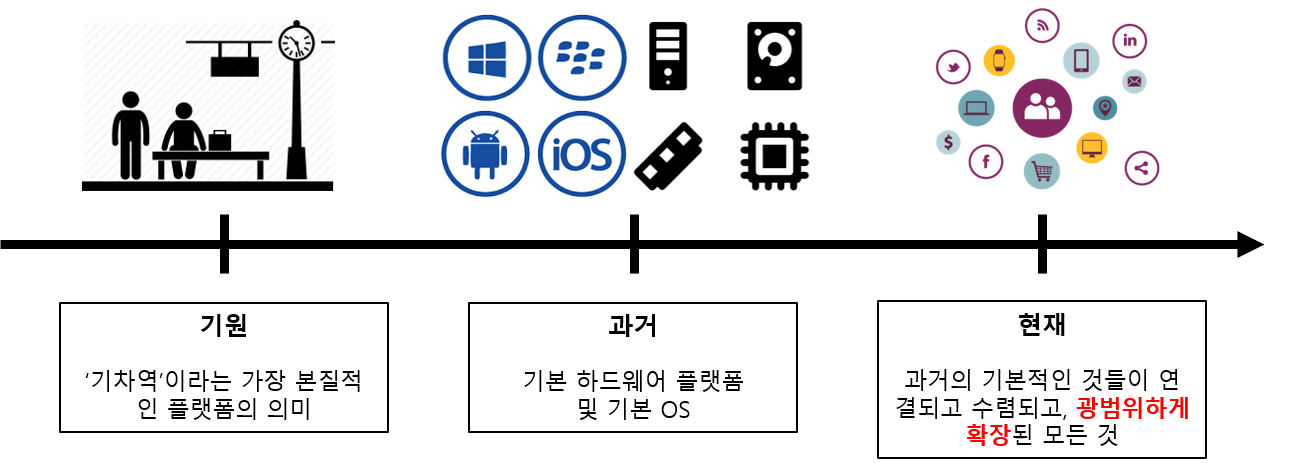 iOS
in
$
f
기원
‘기차역’이라는 가장 본질적
인 플랫폼의 의미
과거
기본 하드웨어 플랫폼
및 기본 OS
현재
과거의 기본적인 것들이 연
결되고 수렴되고, 광범위하게
확장된 모든 것